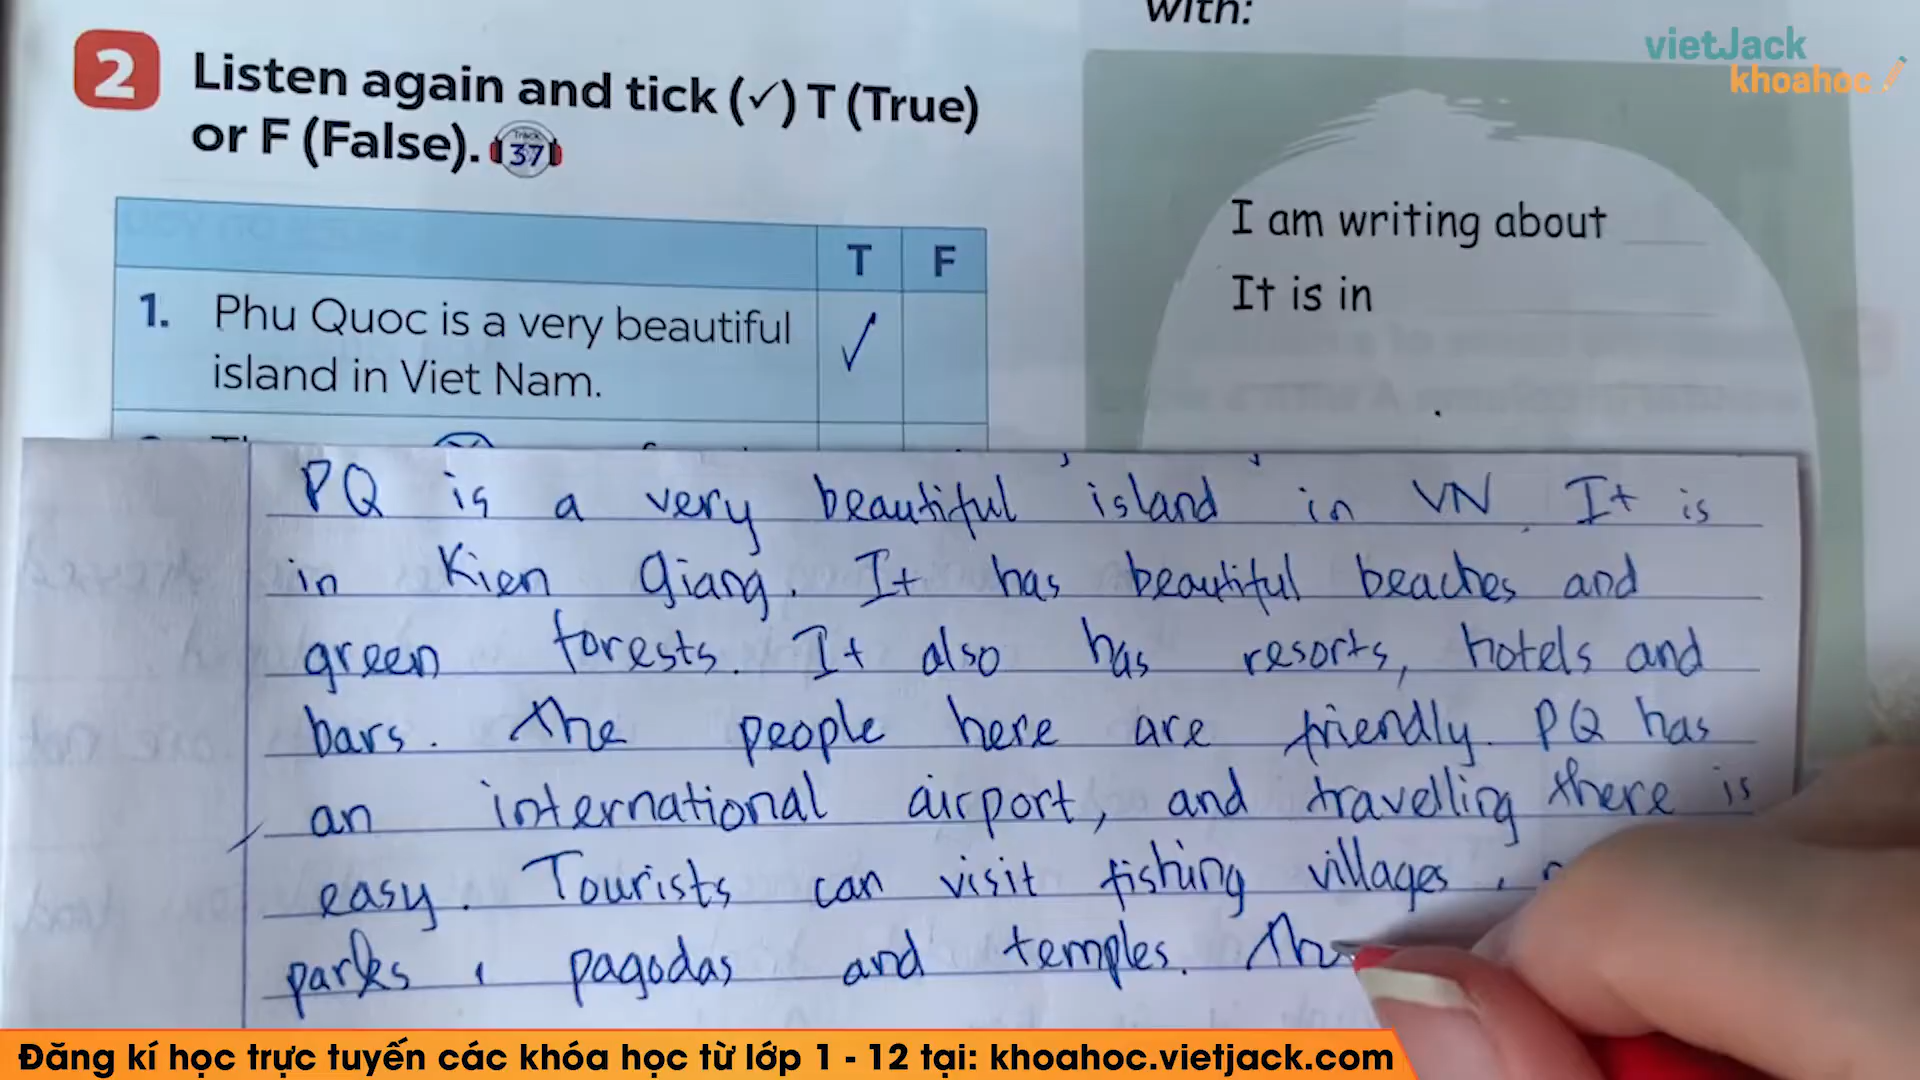 with:
vietJack
khoahoc
2 Listen again and tick (✓) T (True)
or F (False). Track 37
T F
1. Phu Quoc is a very beautiful
island in Viet Nam.
I am writing about
It is in
PQ is a very beautiful island in VN. It is
in Kien Giang. It has beautiful beaches and
green forests. It also has resorts, hotels and
bars. The people here are friendly. PQ has
an international airport, and travelling there is
easy. Tourists can visit fishing villages,
parks, pagodas and temples.
Đăng kí học trực tuyến các khóa học từ lớp 1 - 12 tại: khoahoc.vietjack.com